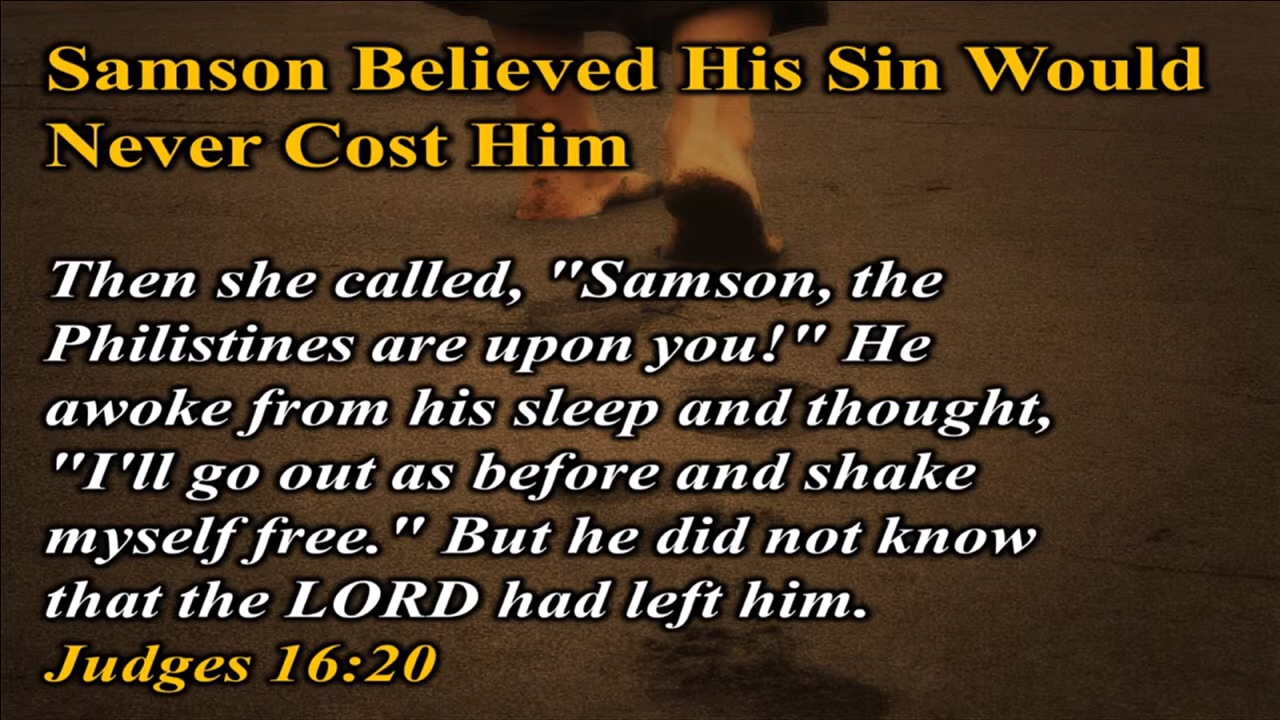 Samson Believed His Sin Would
Never Cost Him
Then she called, "Samson, the
Philistines are upon you!" He
awoke from his sleep and thought,
"I'll go out as before and shake
myself free." But he did not know
that the LORD had left him.
Judges 16:20